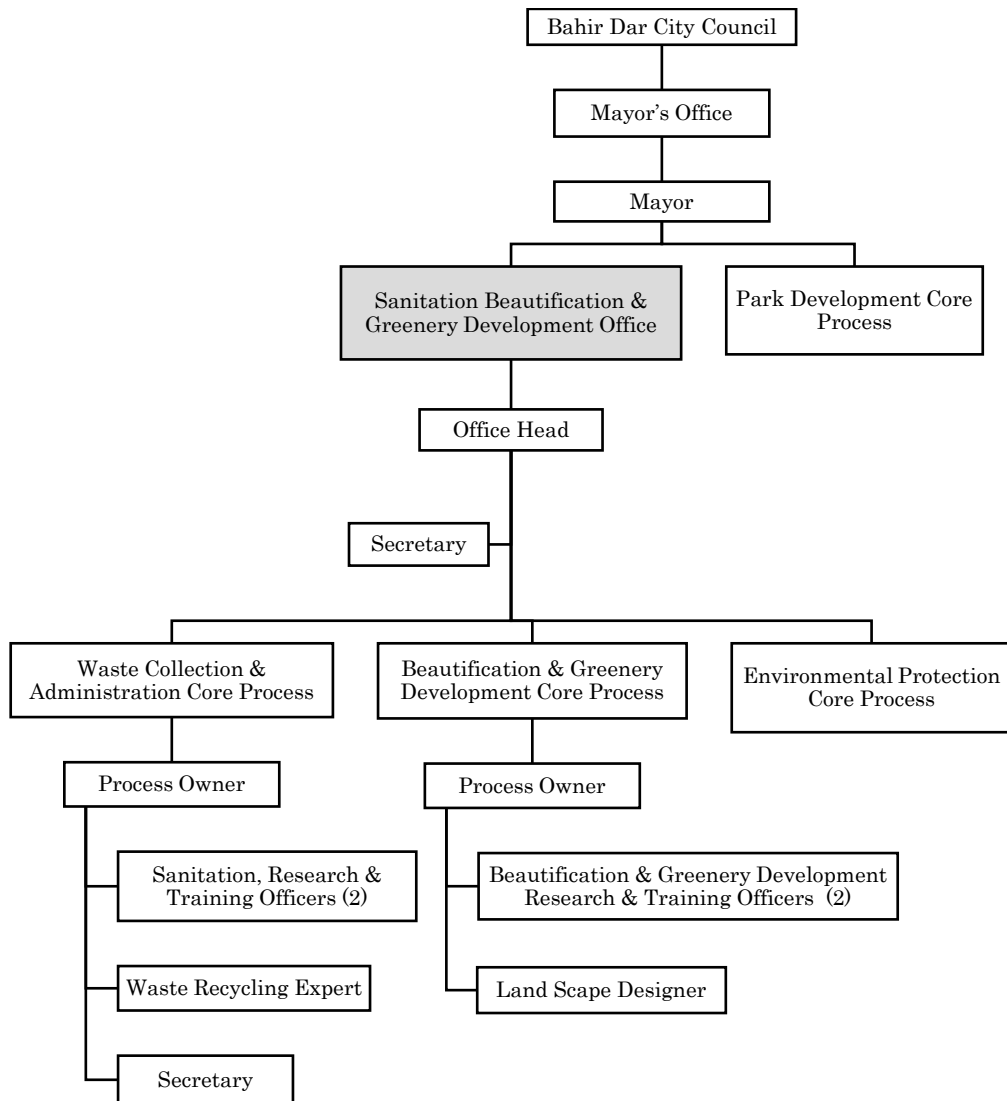 Bahir Dar City Council
Mayor’s Office
Mayor
Sanitation Beautification &
Greenery Development Office
Park Development Core
Process
Office Head
Secretary
Waste Collection &
Administration Core Process
Beautification & Greenery
Development Core Process
Environmental Protection
Core Process
Process Owner
Process Owner
Sanitation, Research &
Training Officers (2)
Beautification & Greenery Development
Research & Training Officers (2)
Waste Recycling Expert
Land Scape Designer
Secretary